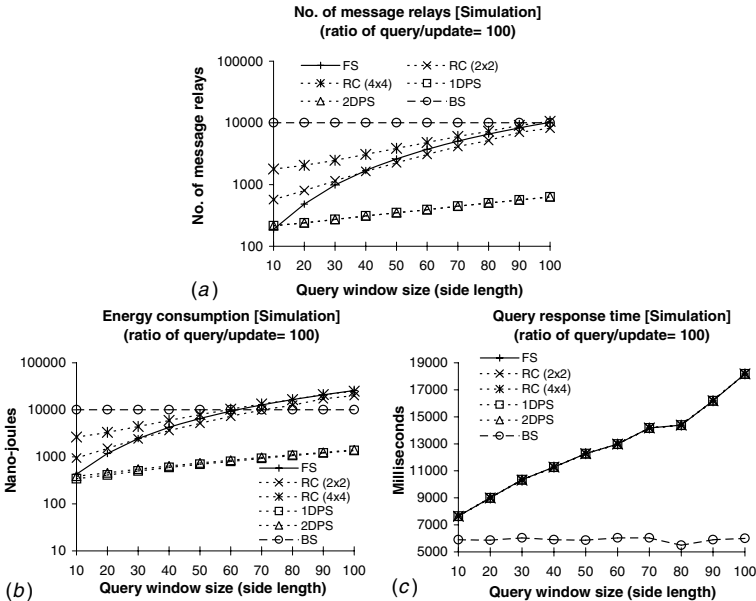 No. of message relays [Simulation]
(ratio of query/update= 100)
No. of message relays
100000
10000
1000
100
FS
RC (2x2)
RC (4x4)
1DPS
2DPS
BS
10 20 30 40 50 60 70 80 90 100
Query window size (side length)
(a)
Energy consumption [Simulation]
(ratio of query/update= 100)
Nano-joules
100000
10000
1000
100
10
FS
RC (2x2)
RC (4x4)
1DPS
2DPS
BS
10 20 30 40 50 60 70 80 90 100
Query window size (side length)
(b)
Query response time [Simulation]
(ratio of query/update= 100)
Milliseconds
19000
17000
15000
13000
11000
9000
7000
5000
FS
RC (2x2)
RC (4x4)
1DPS
2DPS
BS
10 20 30 40 50 60 70 80 90 100
Query window size (side length)
(c)